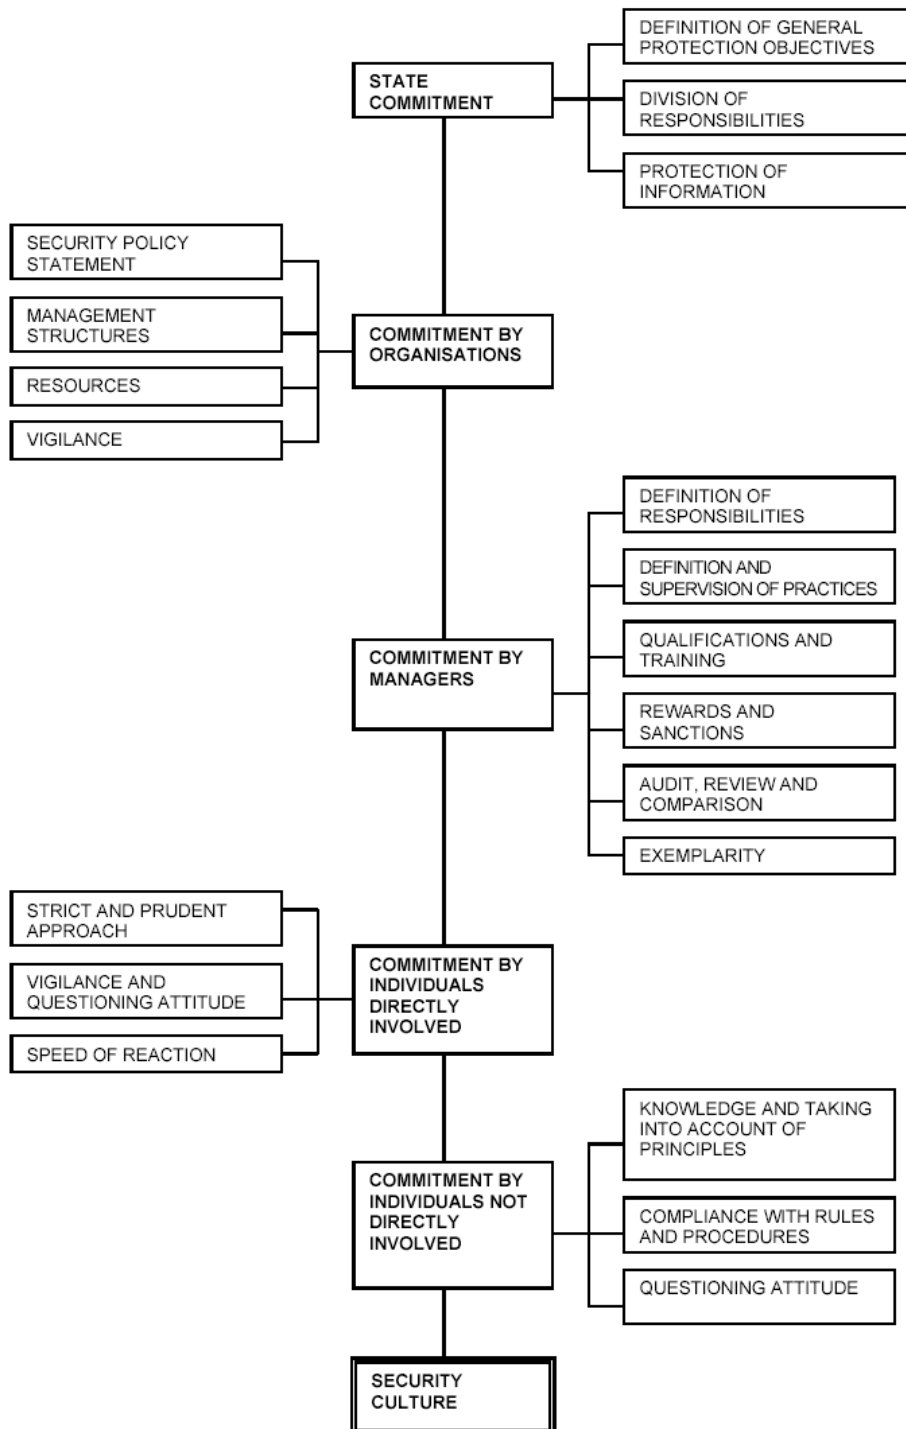 DEFINITION OF GENERAL
PROTECTION OBJECTIVES
STATE
COMMITMENT
DIVISION OF
RESPONSIBILITIES
PROTECTION OF
INFORMATION
SECURITY POLICY
STATEMENT
MANAGEMENT
STRUCTURES
RESOURCES
VIGILANCE
COMMITMENT BY
ORGANISATIONS
DEFINITION OF
RESPONSIBILITIES
DEFINITION AND
SUPERVISION OF PRACTICES
QUALIFICATIONS AND
TRAINING
REWARDS AND
SANCTIONS
AUDIT, REVIEW AND
COMPARISON
EXEMPLARITY
COMMITMENT BY
MANAGERS
STRICT AND PRUDENT
APPROACH
VIGILANCE AND
QUESTIONING ATTITUDE
SPEED OF REACTION
COMMITMENT BY
INDIVIDUALS
DIRECTLY
INVOLVED
KNOWLEDGE AND TAKING
INTO ACCOUNT OF
PRINCIPLES
COMPLIANCE WITH RULES
AND PROCEDURES
QUESTIONING ATTITUDE
COMMITMENT BY
INDIVIDUALS NOT
DIRECTLY
INVOLVED
SECURITY
CULTURE